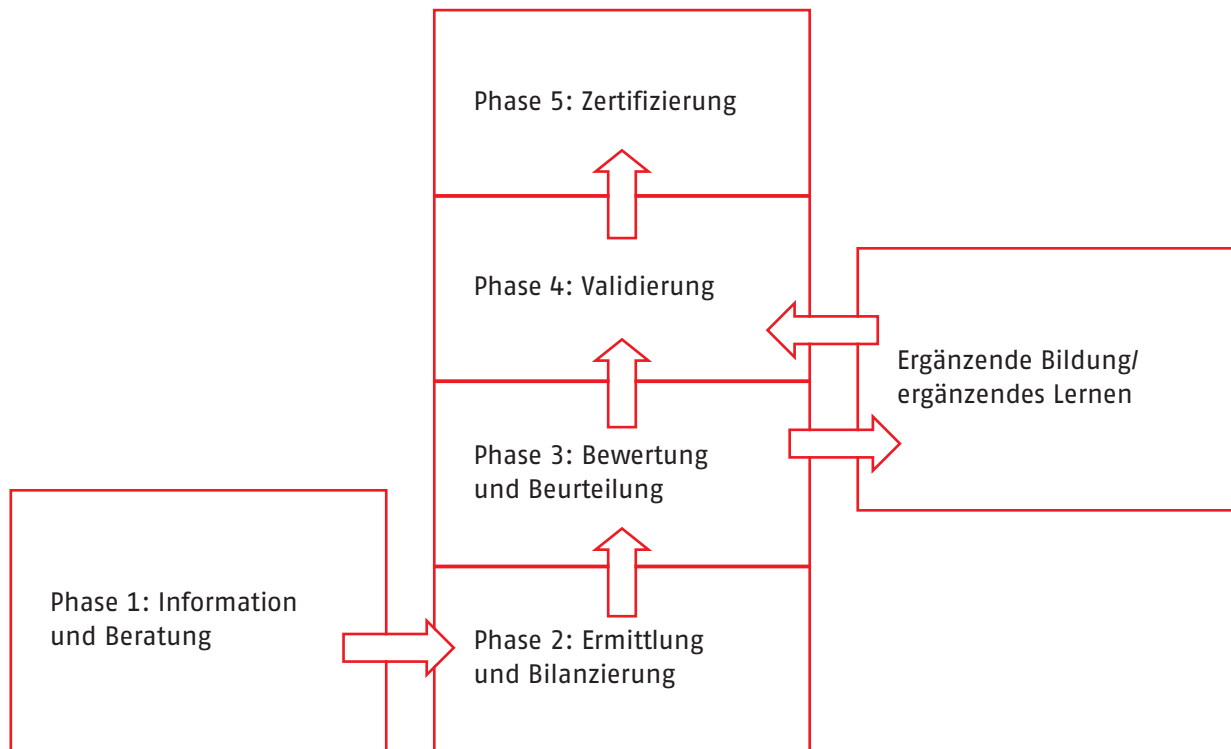 Phase 5: Zertifizierung
Phase 4: Validierung
Ergänzende Bildung/
ergänzendes Lernen
Phase 3: Bewertung
und Beurteilung
Phase 1: Information
und Beratung
Phase 2: Ermittlung
und Bilanzierung